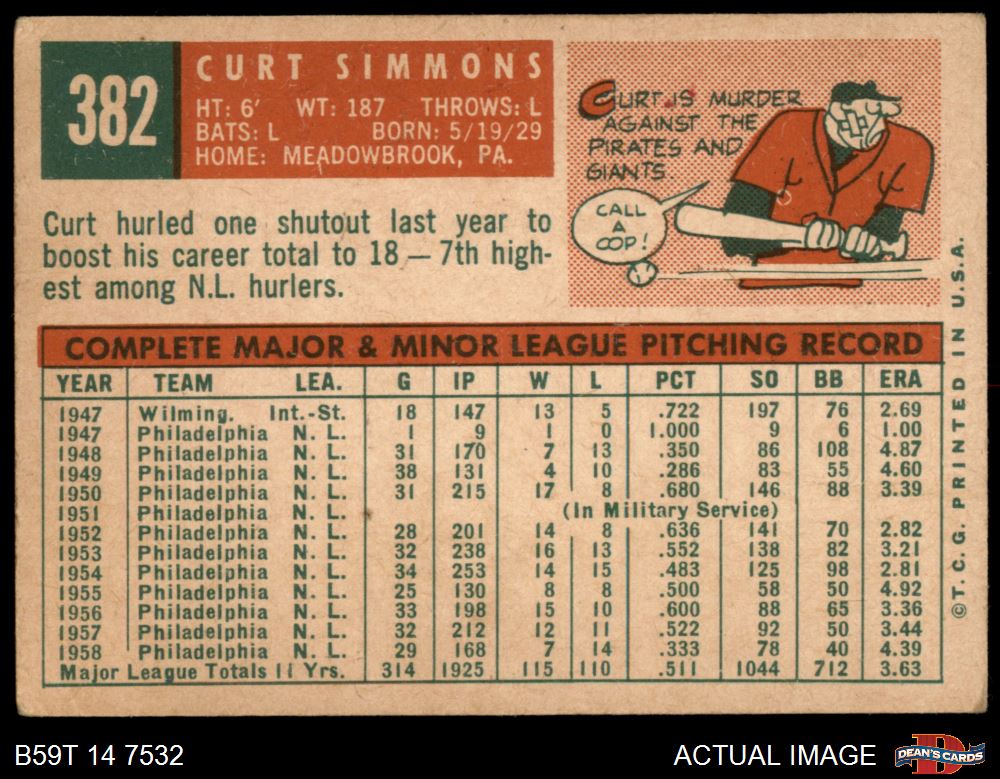 382
CURT SIMMONS
HT: 6' WT: 187 THROWS: L
BATS: L BORN: 5/19/29
HOME: MEADOWBROOK, PA.
CURT IS MURDER
AGAINST THE
PIRATES AND
GIANTS
CALL
A
COP!
Curt hurled one shutout last year to
boost his career total to 18 — 7th high-
est among N.L. hurlers.
COMPLETE MAJOR & MINOR LEAGUE PITCHING RECORD
YEAR TEAM LEA. G IP W L PCT SO BB ERA
1947 Wilming. Int.-St. 18 147 13 5 .722 197 76 2.69
1947 Philadelphia N. L. 1 9 1 0 1.000 9 6 1.00
1948 Philadelphia N. L. 31 170 7 13 .350 86 108 4.87
1949 Philadelphia N. L. 38 131 4 10 .286 83 55 4.60
1950 Philadelphia N. L. 31 215 17 8 .680 146 88 3.39
1951 Philadelphia N. L. (In Military Service)
1952 Philadelphia N. L. 28 201 14 8 .636 141 70 2.82
1953 Philadelphia N. L. 32 238 16 13 .552 138 82 3.21
1954 Philadelphia N. L. 34 253 14 15 .483 125 98 2.81
1955 Philadelphia N. L. 25 130 8 8 .500 58 50 4.92
1956 Philadelphia N. L. 33 198 15 10 .600 88 65 3.36
1957 Philadelphia N. L. 32 212 12 11 .522 92 50 3.44
1958 Philadelphia N. L. 29 168 7 14 .333 78 40 4.39
Major League Totals 11 Yrs. 314 1925 115 110 .511 1044 712 3.63
©T.C.G. PRINTED IN U.S.A.
B59T 14 7532
ACTUAL IMAGE
D
DEAN'S CARDS